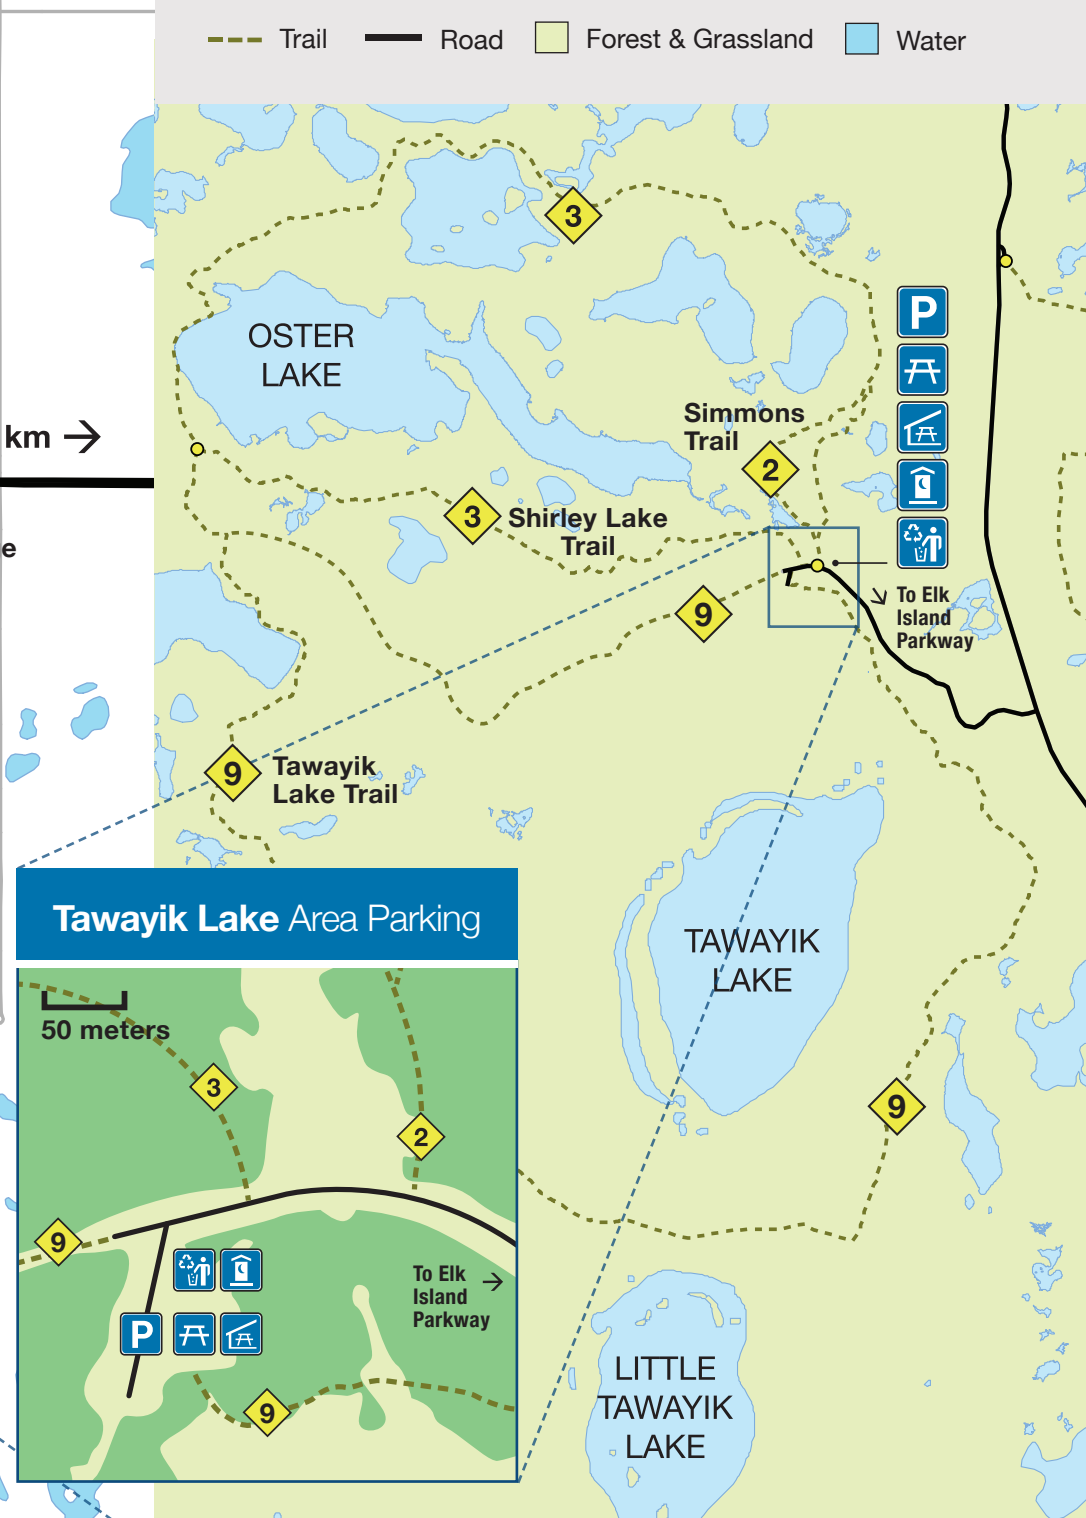 Trail
Road
Forest & Grassland
Water
3
OSTER
LAKE
P
km →
Simmons
Trail
2
3
Shirley Lake
Trail
e
To Elk
Island
Parkway
9
9
Tawayik
Lake Trail
Tawayik Lake Area Parking
TAWAYIK
LAKE
50 meters
3
2
9
9
To Elk →
Island
Parkway
P
9
LITTLE
TAWAYIK
LAKE